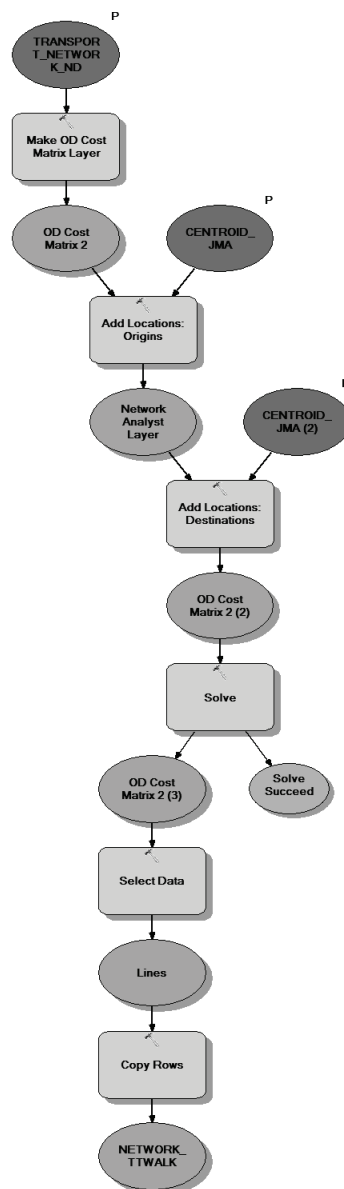 P
TRANSPOR
T_NETWOR
K_ND
Make OD Cost
Matrix Layer
OD Cost
Matrix 2
P
CENTROID_
JMA
Add Locations:
Origins
Network
Analyst
Layer
CENTROID_
JMA (2)
Add Locations:
Destinations
OD Cost
Matrix 2 (2)
Solve
OD Cost
Matrix 2 (3)
Solve
Succeed
Select Data
Lines
Copy Rows
NETWORK_
TTWALK